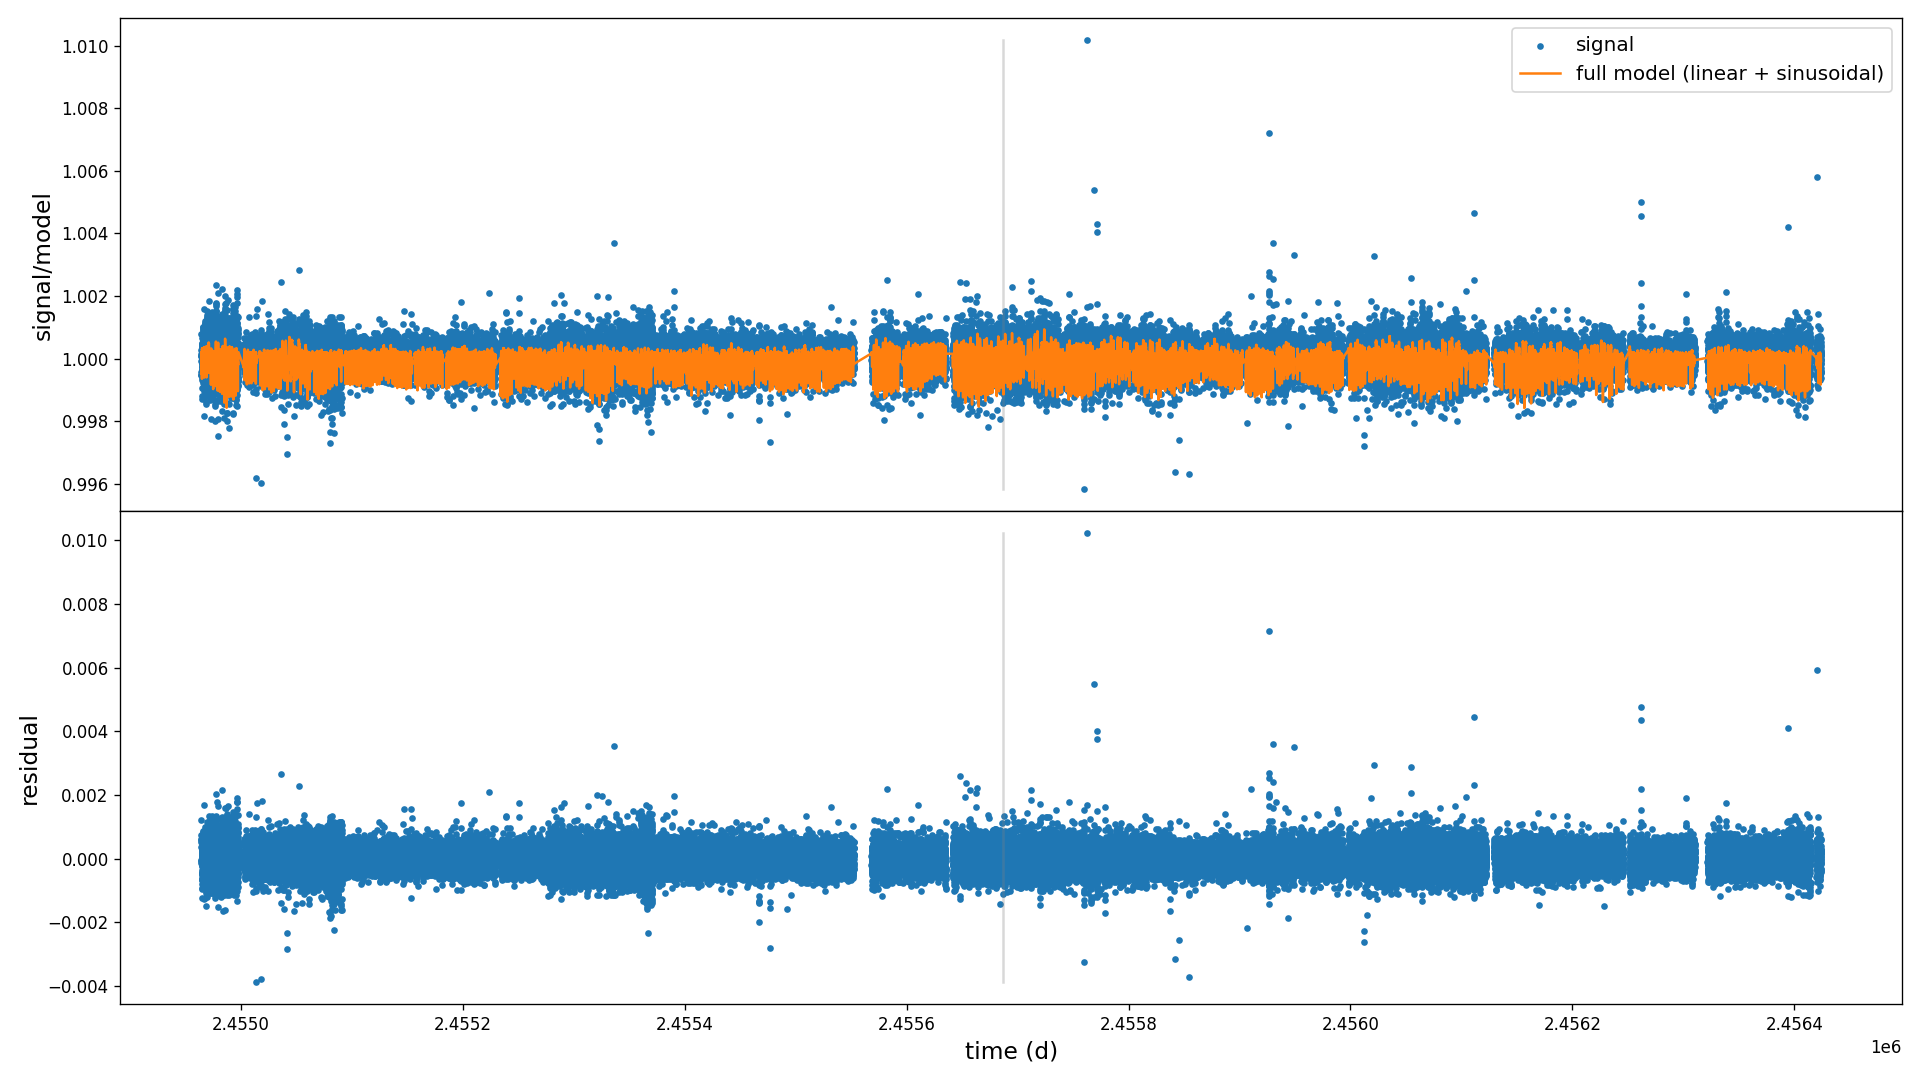 signal/model
1.010
1.008
1.006
1.004
1.002
1.000
0.998
0.996
signal
full model (linear + sinusoidal)
residual
0.010
0.008
0.006
0.004
0.002
0.000
−0.002
−0.004
2.4550 2.4552 2.4554 2.4556 2.4558 2.4560 2.4562 2.4564
1e6
time (d)